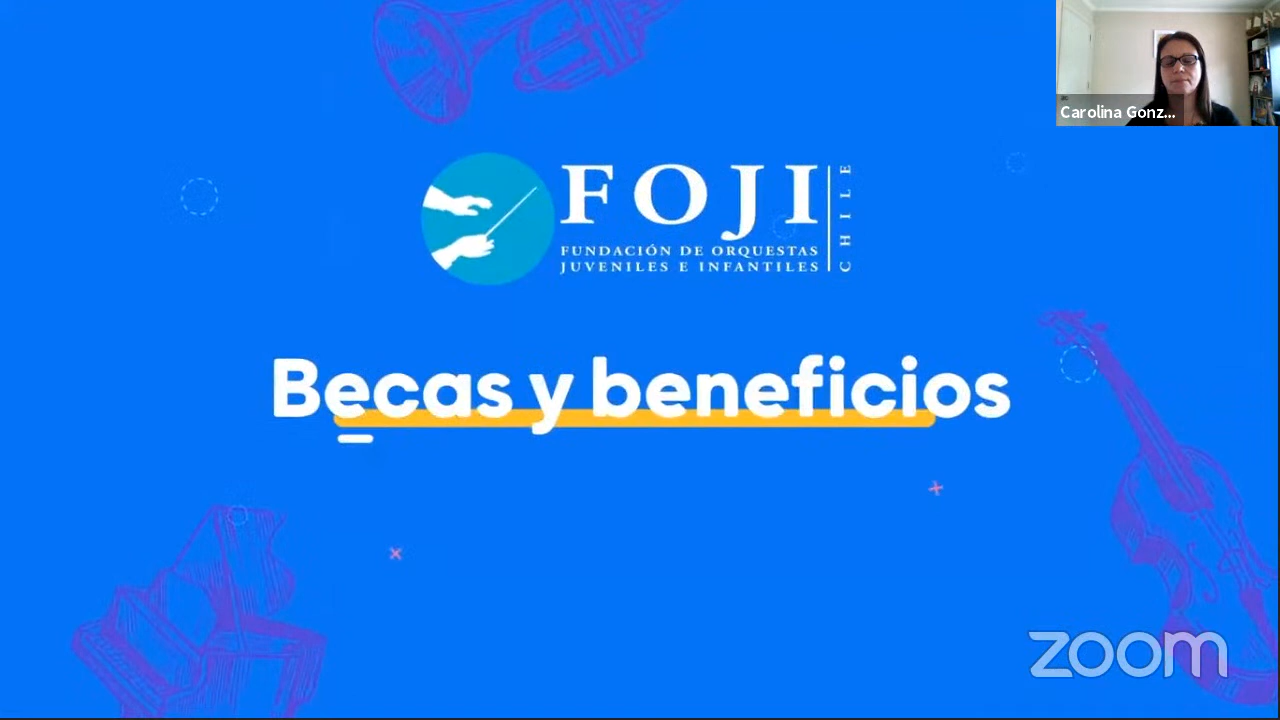 Carolina Gonz...
FOJI
CHILE
FUNDACIÓN DE ORQUESTAS
JUVENILES E INFANTILES
Becas y beneficios
zoom